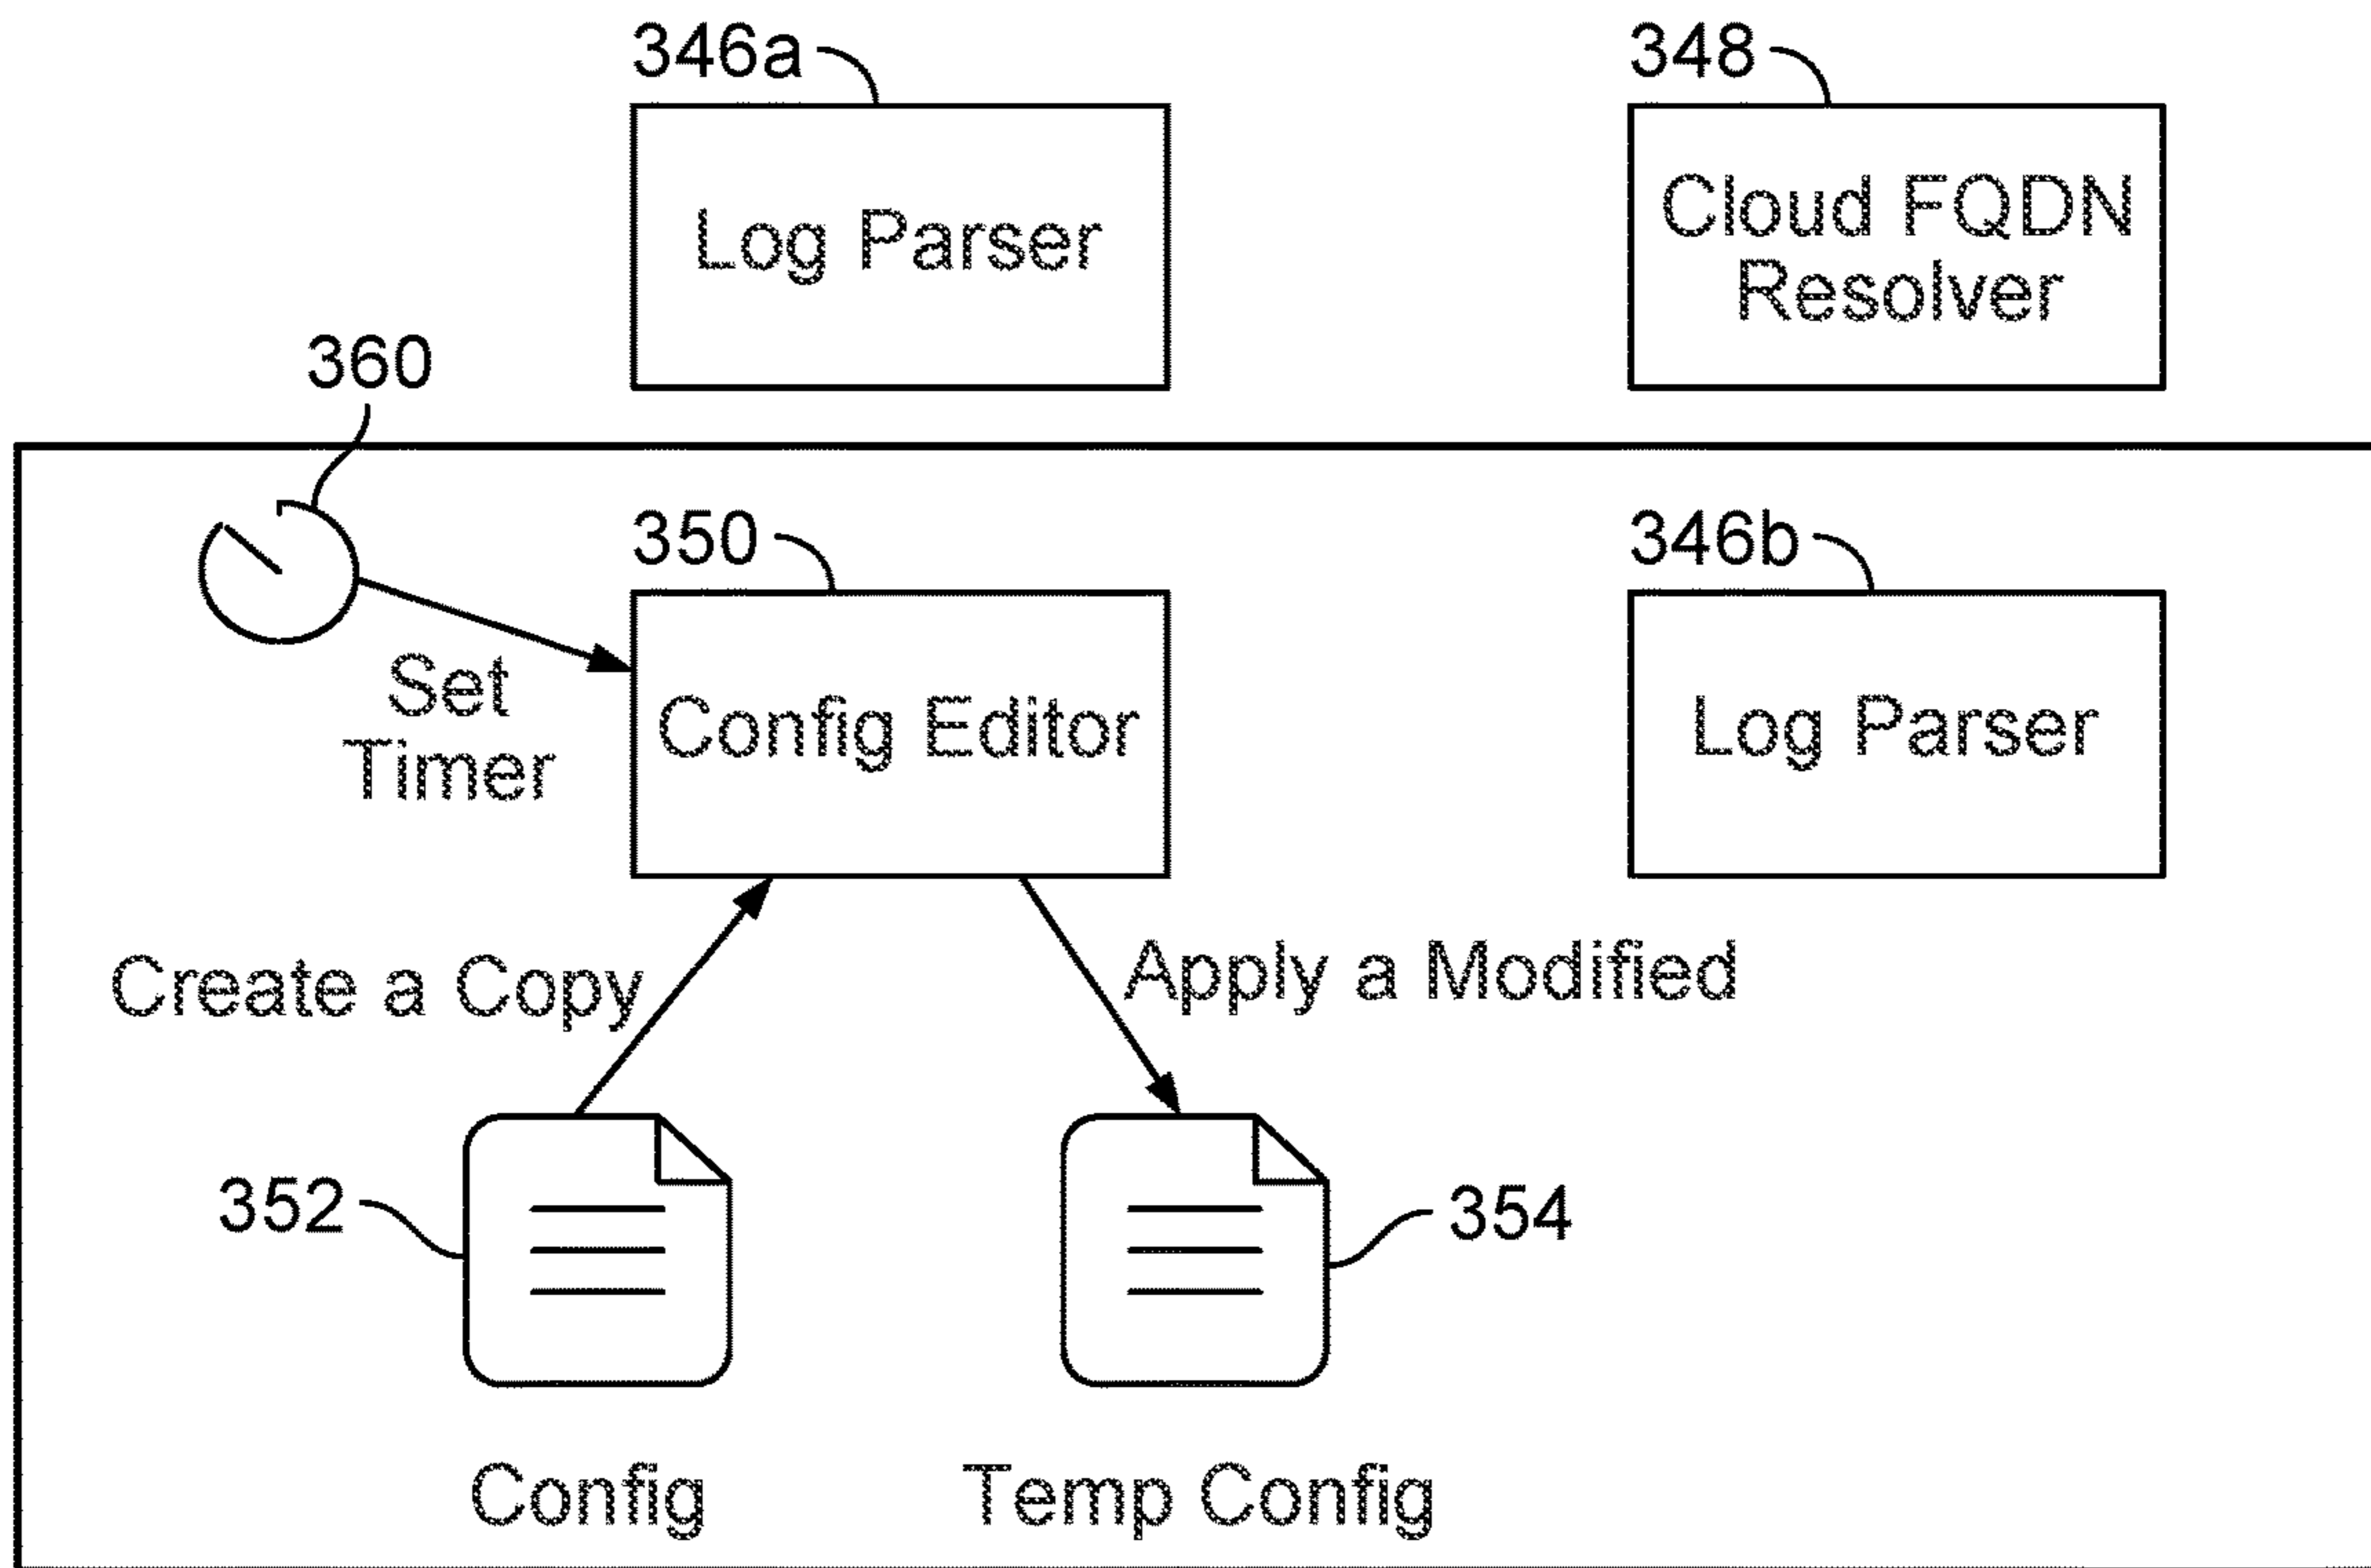 346a
348
Log Parser
Cloud FQDN
Resolver
360
350
346b
Set
Timer
Config Editor
Log Parser
Create a Copy
Apply a Modified
352
354
Config
Temp Config